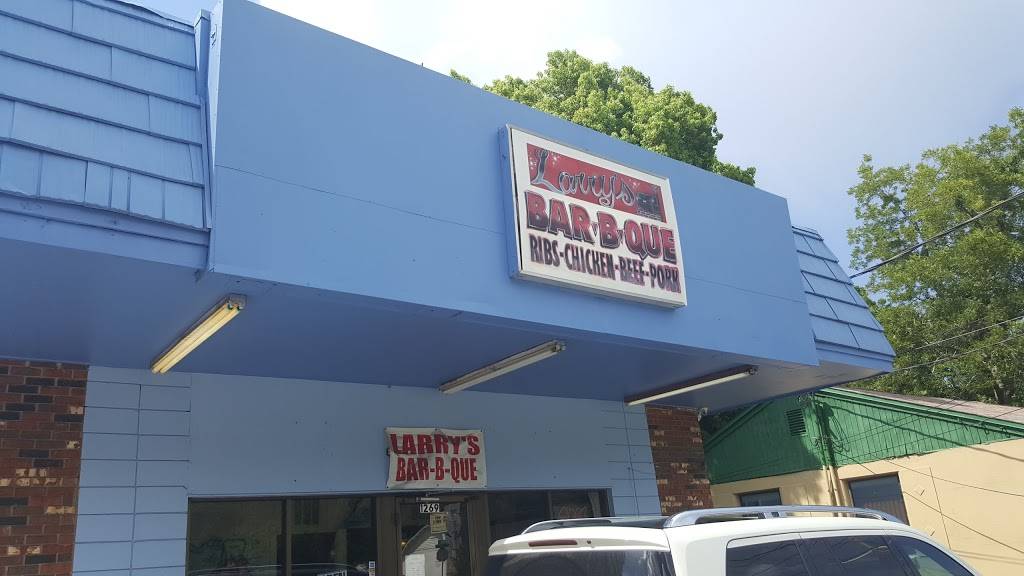 Larry's
BAR-B-QUE
RIBS-CHICKEN-BEEF-PORK
LARRY'S
BAR-B-QUE
1269